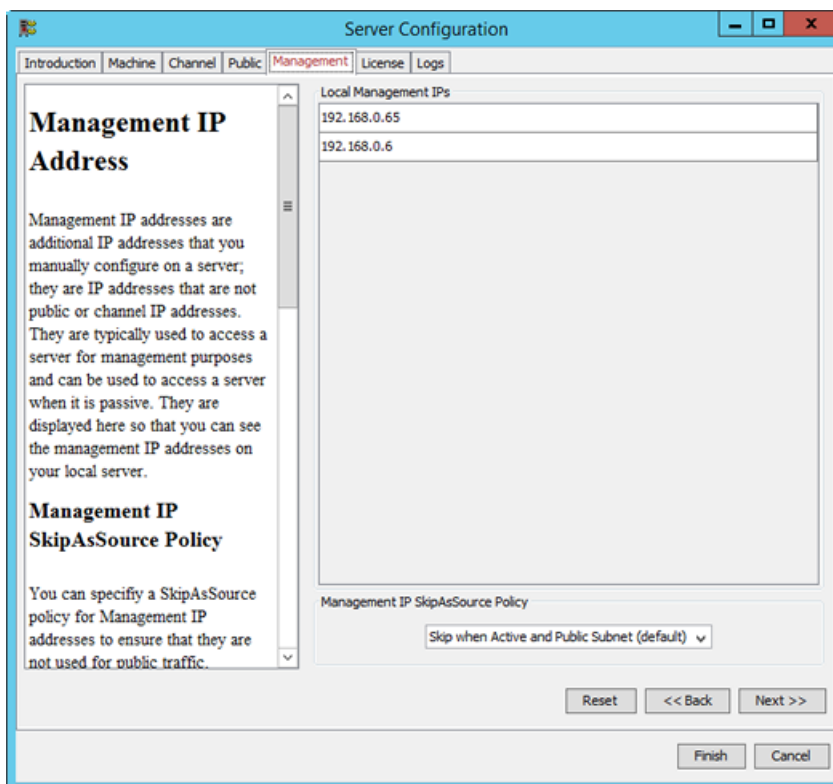 Server Configuration
Introduction Machine Channel Public Management License Logs
Management IP
Address
Management IP addresses are
additional IP addresses that you
manually configure on a server;
they are IP addresses that are not
public or channel IP addresses.
They are typically used to access a
server for management purposes
and can be used to access a server
when it is passive. They are
displayed here so that you can see
the management IP addresses on
your local server.
Management IP
SkipAsSource Policy
You can specifiy a SkipAsSource
policy for Management IP
addresses to ensure that they are
not used for public traffic.
Local Management IPs
192.168.0.65
192.168.0.6
Management IP SkipAsSource Policy
Skip when Active and Public Subnet (default)
Reset << Back Next >>
Finish Cancel